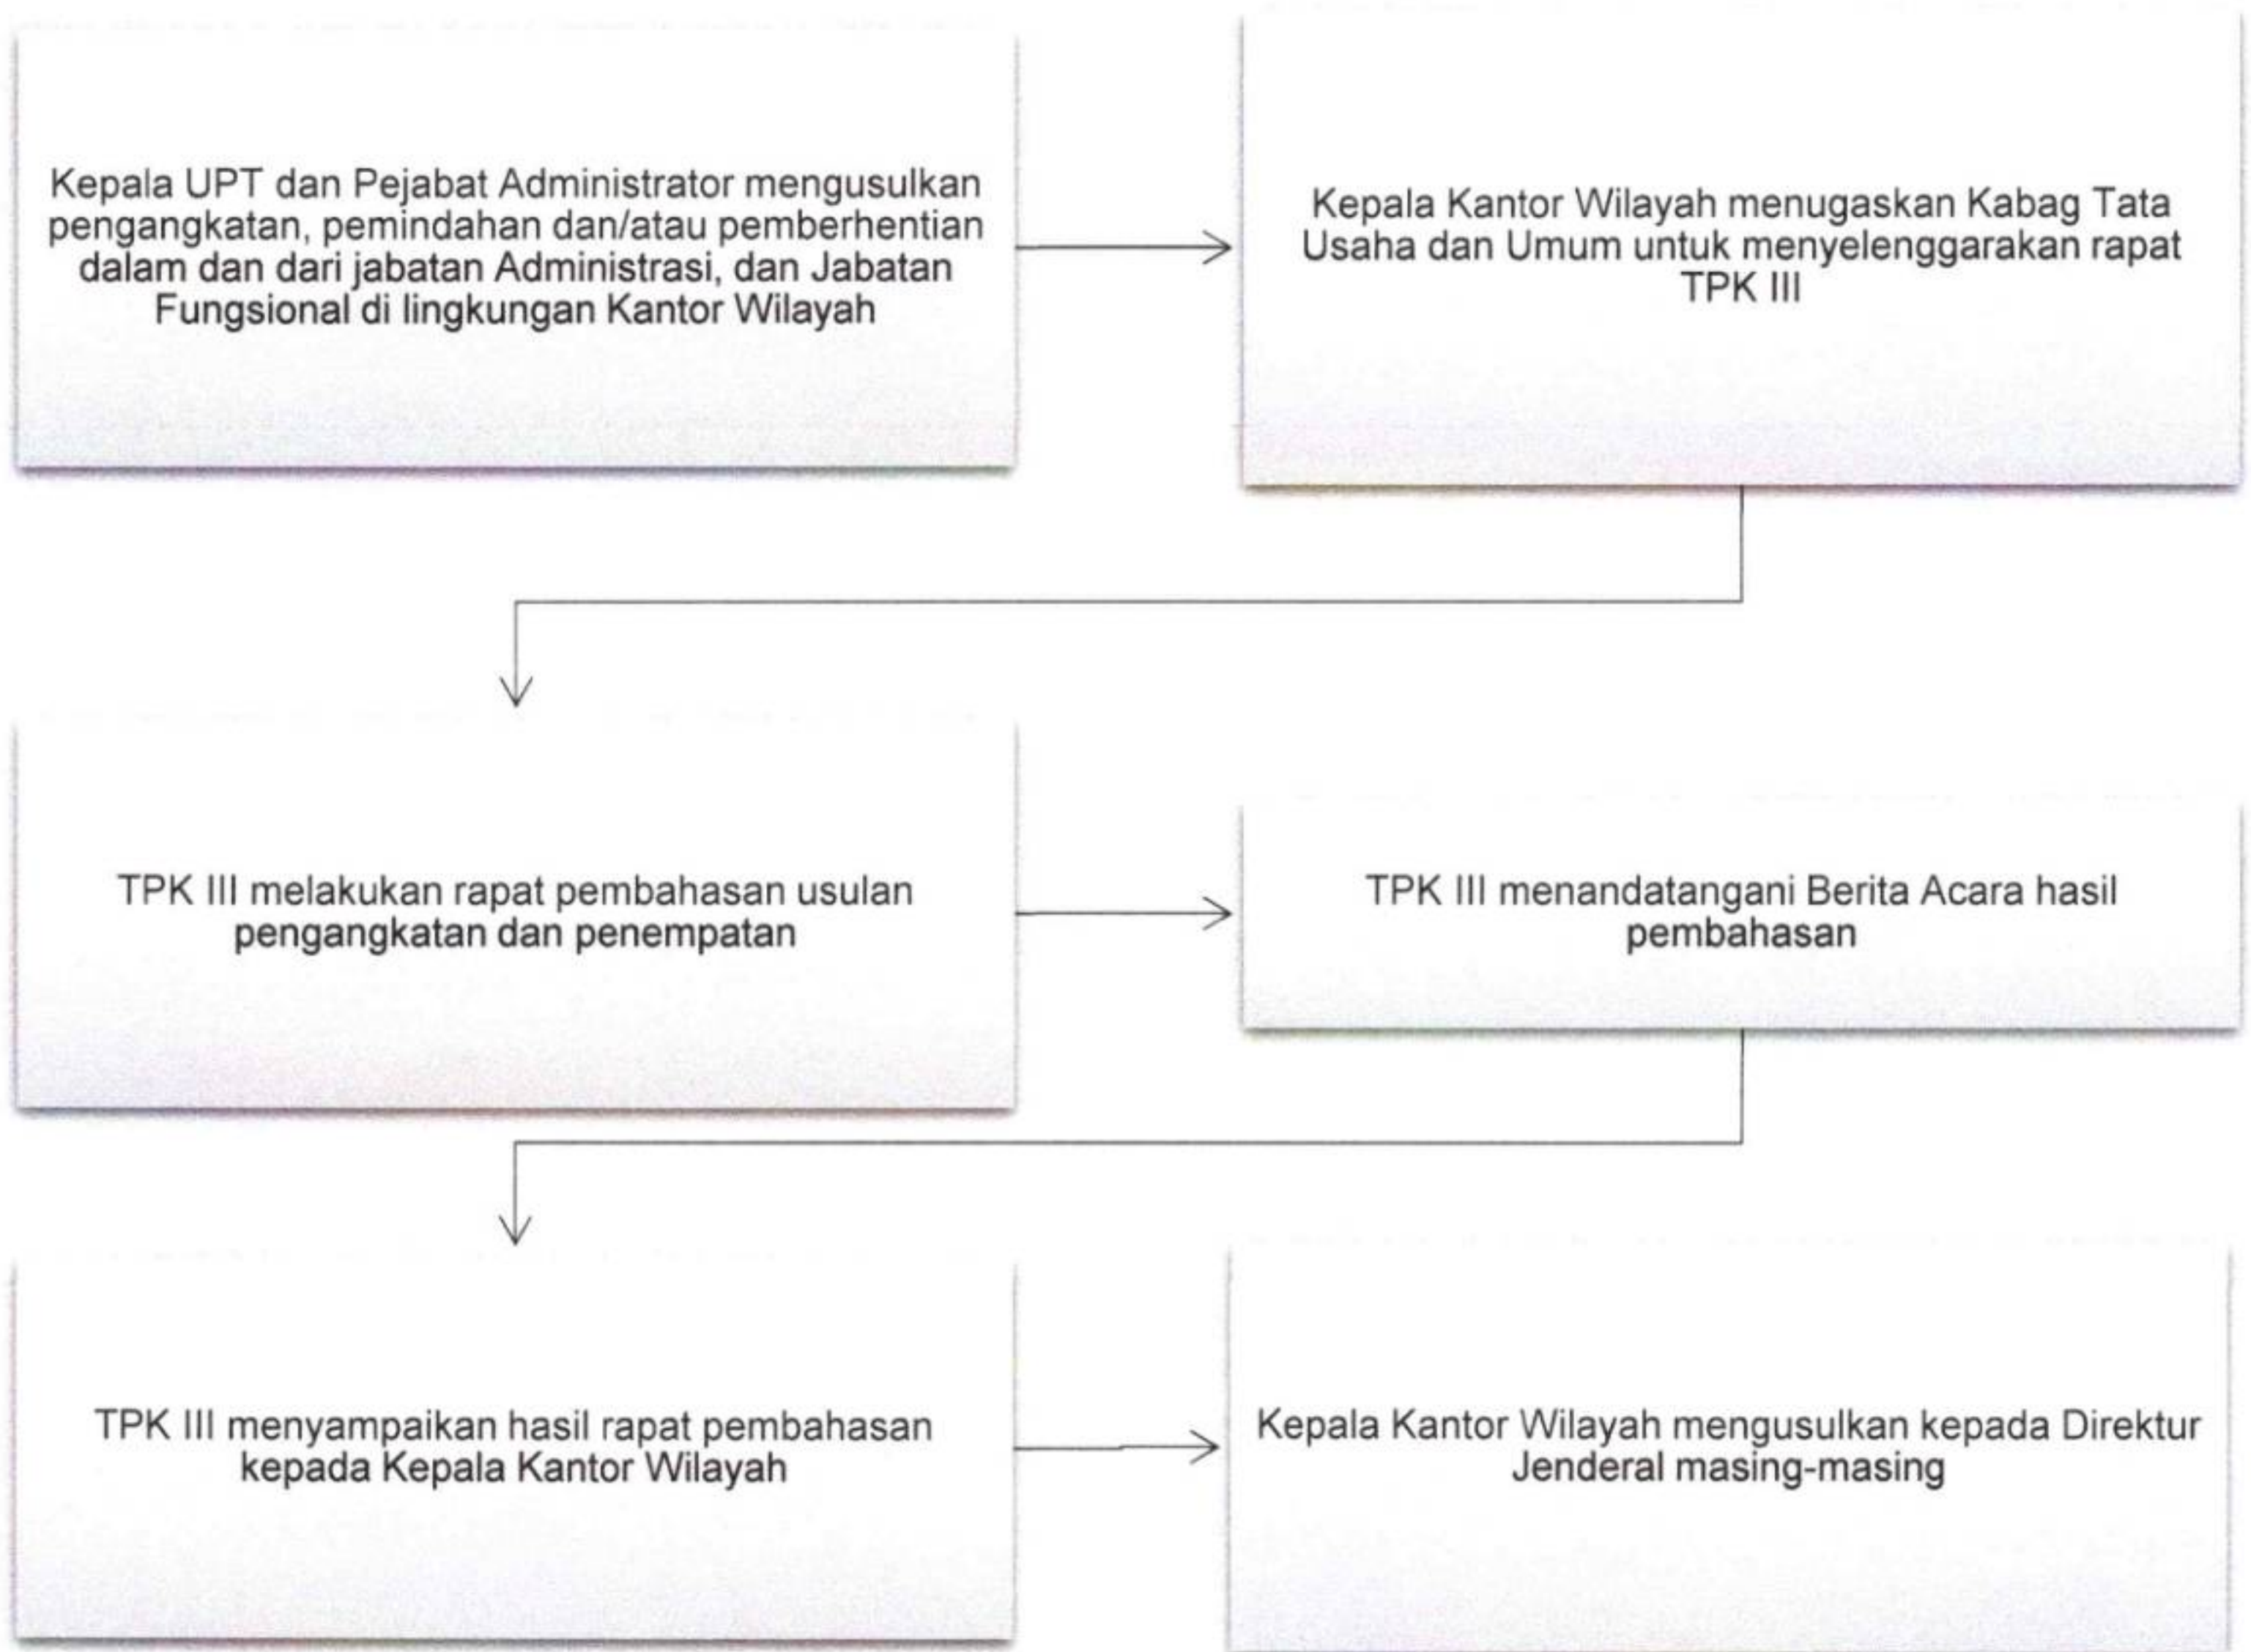 Kepala UPT dan Pejabat Administrator mengusulkan
pengangkatan, pemindahan dan/atau pemberhentian
dalam dan dari jabatan Administrasi, dan Jabatan
Fungsional di lingkungan Kantor Wilayah
Kepala Kantor Wilayah menugaskan Kabag Tata
Usaha dan Umum untuk menyelenggarakan rapat
TPK III
TPK III melakukan rapat pembahasan usulan
pengangkatan dan penempatan
TPK III menandatangani Berita Acara hasil
pembahasan
TPK III menyampaikan hasil rapat pembahasan
kepada Kepala Kantor Wilayah
Kepala Kantor Wilayah mengusulkan kepada Direktur
Jenderal masing-masing